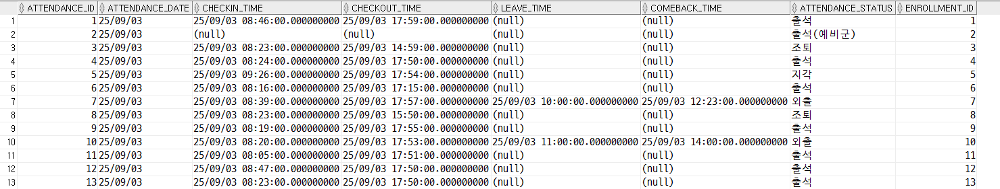 ATTENDANCE_ID ATTENDANCE_DATE CHECKIN_TIME CHECKOUT_TIME LEAVE_TIME COMEBACK_TIME ATTENDANCE_STATUS ENROLLMENT_ID
1 1 25/09/03 25/09/03 08:46:00.000000000 25/09/03 17:59:00.000000000 (null) (null) 출석 1
2 2 25/09/03 (null) (null) (null) (null) 출석(예비군) 2
3 3 25/09/03 25/09/03 08:23:00.000000000 25/09/03 14:59:00.000000000 (null) (null) 조퇴 3
4 4 25/09/03 25/09/03 08:24:00.000000000 25/09/03 17:50:00.000000000 (null) (null) 출석 4
5 5 25/09/03 25/09/03 09:26:00.000000000 25/09/03 17:54:00.000000000 (null) (null) 지각 5
6 6 25/09/03 25/09/03 08:16:00.000000000 25/09/03 17:15:00.000000000 (null) (null) 출석 6
7 7 25/09/03 25/09/03 08:39:00.000000000 25/09/03 17:57:00.000000000 25/09/03 10:00:00.000000000 25/09/03 12:23:00.000000000 외출 7
8 8 25/09/03 25/09/03 08:23:00.000000000 25/09/03 15:50:00.000000000 (null) (null) 조퇴 8
9 9 25/09/03 25/09/03 08:19:00.000000000 25/09/03 17:55:00.000000000 (null) (null) 출석 9
10 10 25/09/03 25/09/03 08:20:00.000000000 25/09/03 17:53:00.000000000 25/09/03 11:00:00.000000000 25/09/03 14:00:00.000000000 외출 10
11 11 25/09/03 25/09/03 08:05:00.000000000 25/09/03 17:51:00.000000000 (null) (null) 출석 11
12 12 25/09/03 25/09/03 08:47:00.000000000 25/09/03 17:50:00.000000000 (null) (null) 출석 12
13 13 25/09/03 25/09/03 08:23:00.000000000 25/09/03 17:50:00.000000000 (null) (null) 출석 13